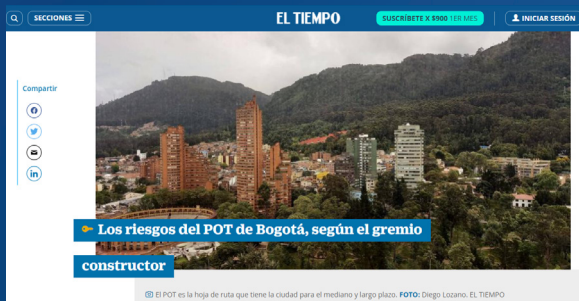 SECCIONES
EL TIEMPO
SUSCRÍBETE X $900 1ER MES
INICIAR SESIÓN
Compartir
Los riesgos del POT de Bogotá, según el gremio
constructor
El POT es la hoja de ruta que tiene la ciudad para el mediano y largo plazo. FOTO: Diego Lozano. EL TIEMPO